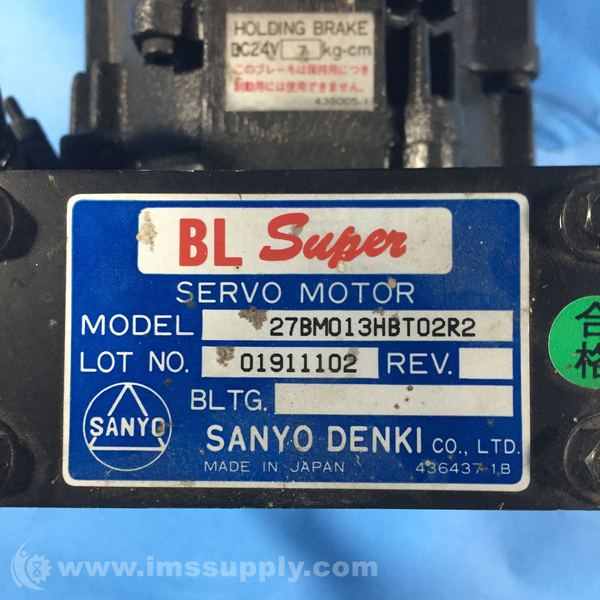 HOLDING BRAKE
DC24V 7 kg-cm
このブレーキは保持用につき
制動用には使用できません
436005-1
BL Super
SERVO MOTOR
MODEL 27BM013HBT02R2
LOT NO. 01911102 REV.
BLTG.
SANYO
SANYO DENKI CO., LTD.
MADE IN JAPAN 436437-1B
合格
© www.imssupply.com